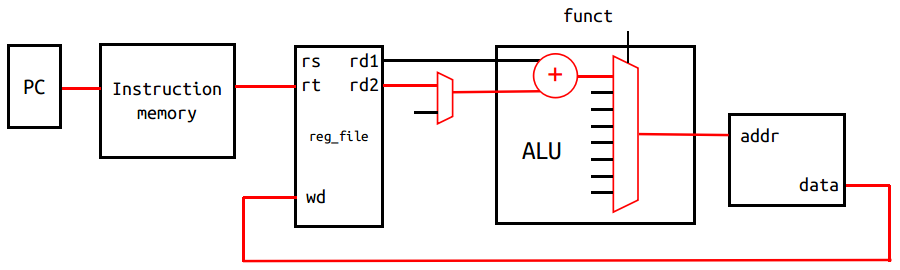 funct
PC
Instruction
memory
rs rd1
rt rd2
reg_file
wd
+
ALU
addr
data